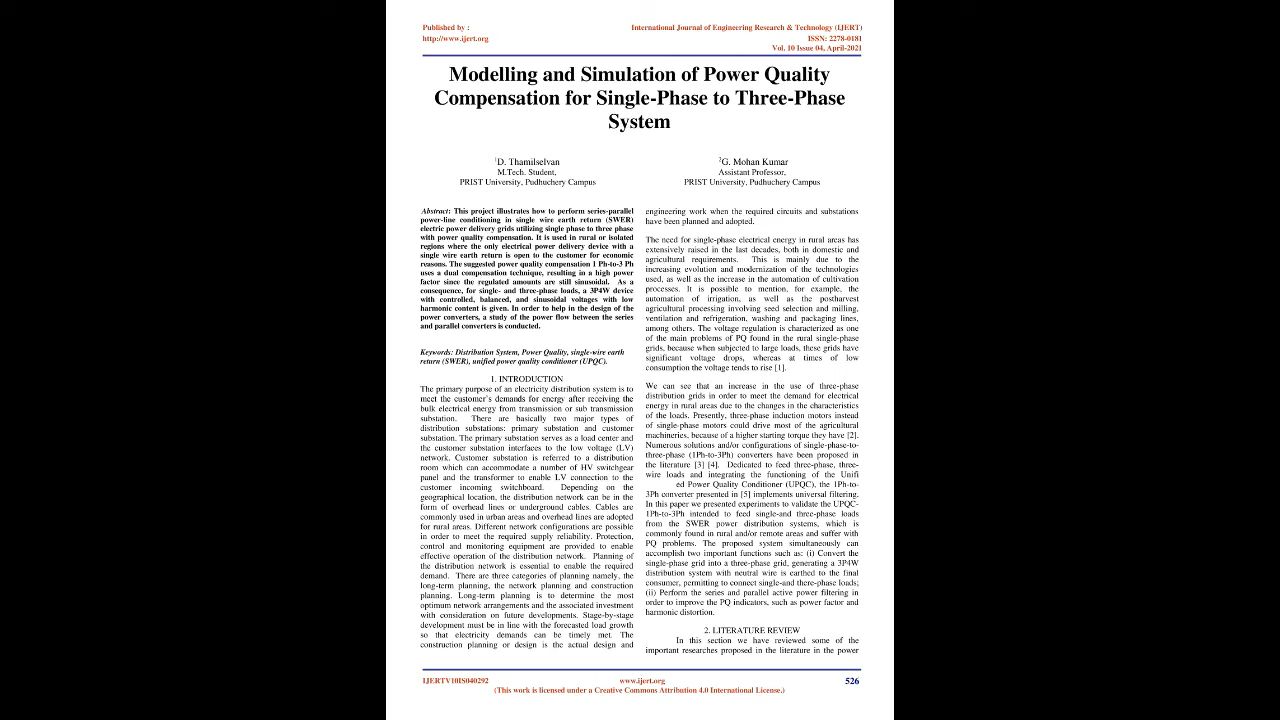 Published by :
http://www.ijert.org
International Journal of Engineering Research & Technology (IJERT)
ISSN: 2278-0181
Vol. 10 Issue 04, April-2021
Modelling and Simulation of Power Quality
Compensation for Single-Phase to Three-Phase
System
1D. Thamilselvan
M.Tech. Student,
PRIST University, Pudhuchery Campus
2G. Mohan Kumar
Assistant Professor,
PRIST University, Pudhuchery Campus
Abstract: This project illustrates how to perform series-parallel
power-line conditioning in single wire earth return (SWER)
electric power delivery grids utilizing single phase to three phase
with power quality compensation. It is used in rural or isolated
regions where the only electrical power delivery device with a
single wire earth return is open to the customer for economic
reasons. The suggested power quality compensation 1 Ph-to-3 Ph
uses a dual compensation technique, resulting in a high power
factor since the regulated amounts are still sinusoidal. As a
consequence, for single- and three-phase loads, a 3P4W device
with controlled, balanced, and sinusoidal voltages with low
harmonic content is given. In order to help in the design of the
power converters, a study of the power flow between the series
and parallel converters is conducted.
Keywords: Distribution System, Power Quality, single-wire earth
return (SWER), unified power quality conditioner (UPQC).
1. INTRODUCTION
The primary purpose of an electricity distribution system is to
meet the customer's demands for energy after receiving the
bulk electrical energy from transmission or sub transmission
substation. There are basically two major types of
distribution substations: primary substation and customer
substation. The primary substation serves as a load center and
the customer substation interfaces to the low voltage (LV)
network. Customer substation is referred to a distribution
room which can accommodate a number of HV switchgear
panel and the transformer to enable LV connection to the
customer incoming switchboard. Depending on the
geographical location, the distribution network can be in the
form of overhead lines or underground cables. Cables are
commonly used in urban areas and overhead lines are adopted
for rural areas. Different network configurations are possible
in order to meet the required supply reliability. Protection,
control and monitoring equipment are provided to enable
effective operation of the distribution network. Planning of
the distribution network is essential to enable the required
demand. There are three categories of planning namely, the
long-term planning, the network planning and construction
planning. Long-term planning is to determine the most
optimum network arrangements and the associated investment
with consideration on future developments. Stage-by-stage
development must be in line with the forecasted load growth
so that electricity demands can be timely met. The
construction planning or design is the actual design and
engineering work when the required circuits and substations
have been planned and adopted.
The need for single-phase electrical energy in rural areas has
extensively raised in the last decades, both in domestic and
agricultural requirements. This is mainly due to the
increasing evolution and modernization of the technologies
used, as well as the increase in the automation of cultivation
processes. It is possible to mention, for example, the
automation of irrigation, as well as the postharvest
agricultural processing involving seed selection and milling,
ventilation and refrigeration, washing and packaging lines,
among others. The voltage regulation is characterized as one
of the main problems of PQ found in the rural single-phase
grids, because when subjected to large loads, these grids have
significant voltage drops, whereas at times of low
consumption the voltage tends to rise [1].
We can see that an increase in the use of three-phase
distribution grids in order to meet the demand for electrical
energy in rural areas due to the changes in the characteristics
of the loads. Presently, three-phase induction motors instead
of single-phase motors could drive most of the agricultural
machineries, because of a higher starting torque they have [2].
Numerous solutions and/or configurations of single-phase-to-
three-phase (1Ph-to-3Ph) converters have been proposed in
the literature [3] [4]. Dedicated to feed three-phase, three-
wire loads and integrating the functioning of the Unifi
ed Power Quality Conditioner (UPQC), the 1Ph-to-
3Ph converter presented in [5] implements universal filtering.
In this paper we presented experiments to validate the UPQC-
1Ph-to-3Ph intended to feed single-and three-phase loads
from the SWER power distribution systems, which is
commonly found in rural and/or remote areas and suffer with
PQ problems. The proposed system simultaneously can
accomplish two important functions such as: (i) Convert the
single-phase grid into a three-phase grid, generating a 3P4W
distribution system with neutral wire is earthed to the final
consumer, permitting to connect single-and there-phase loads;
(ii) Perform the series and parallel active power filtering in
order to improve the PQ indicators, such as power factor and
harmonic distortion.
2. LITERATURE REVIEW
In this section we have reviewed some of the
important researches proposed in the literature in the power
IJERTV10IS040292
www.ijert.org
526
(This work is licensed under a Creative Commons Attribution 4.0 International License.)